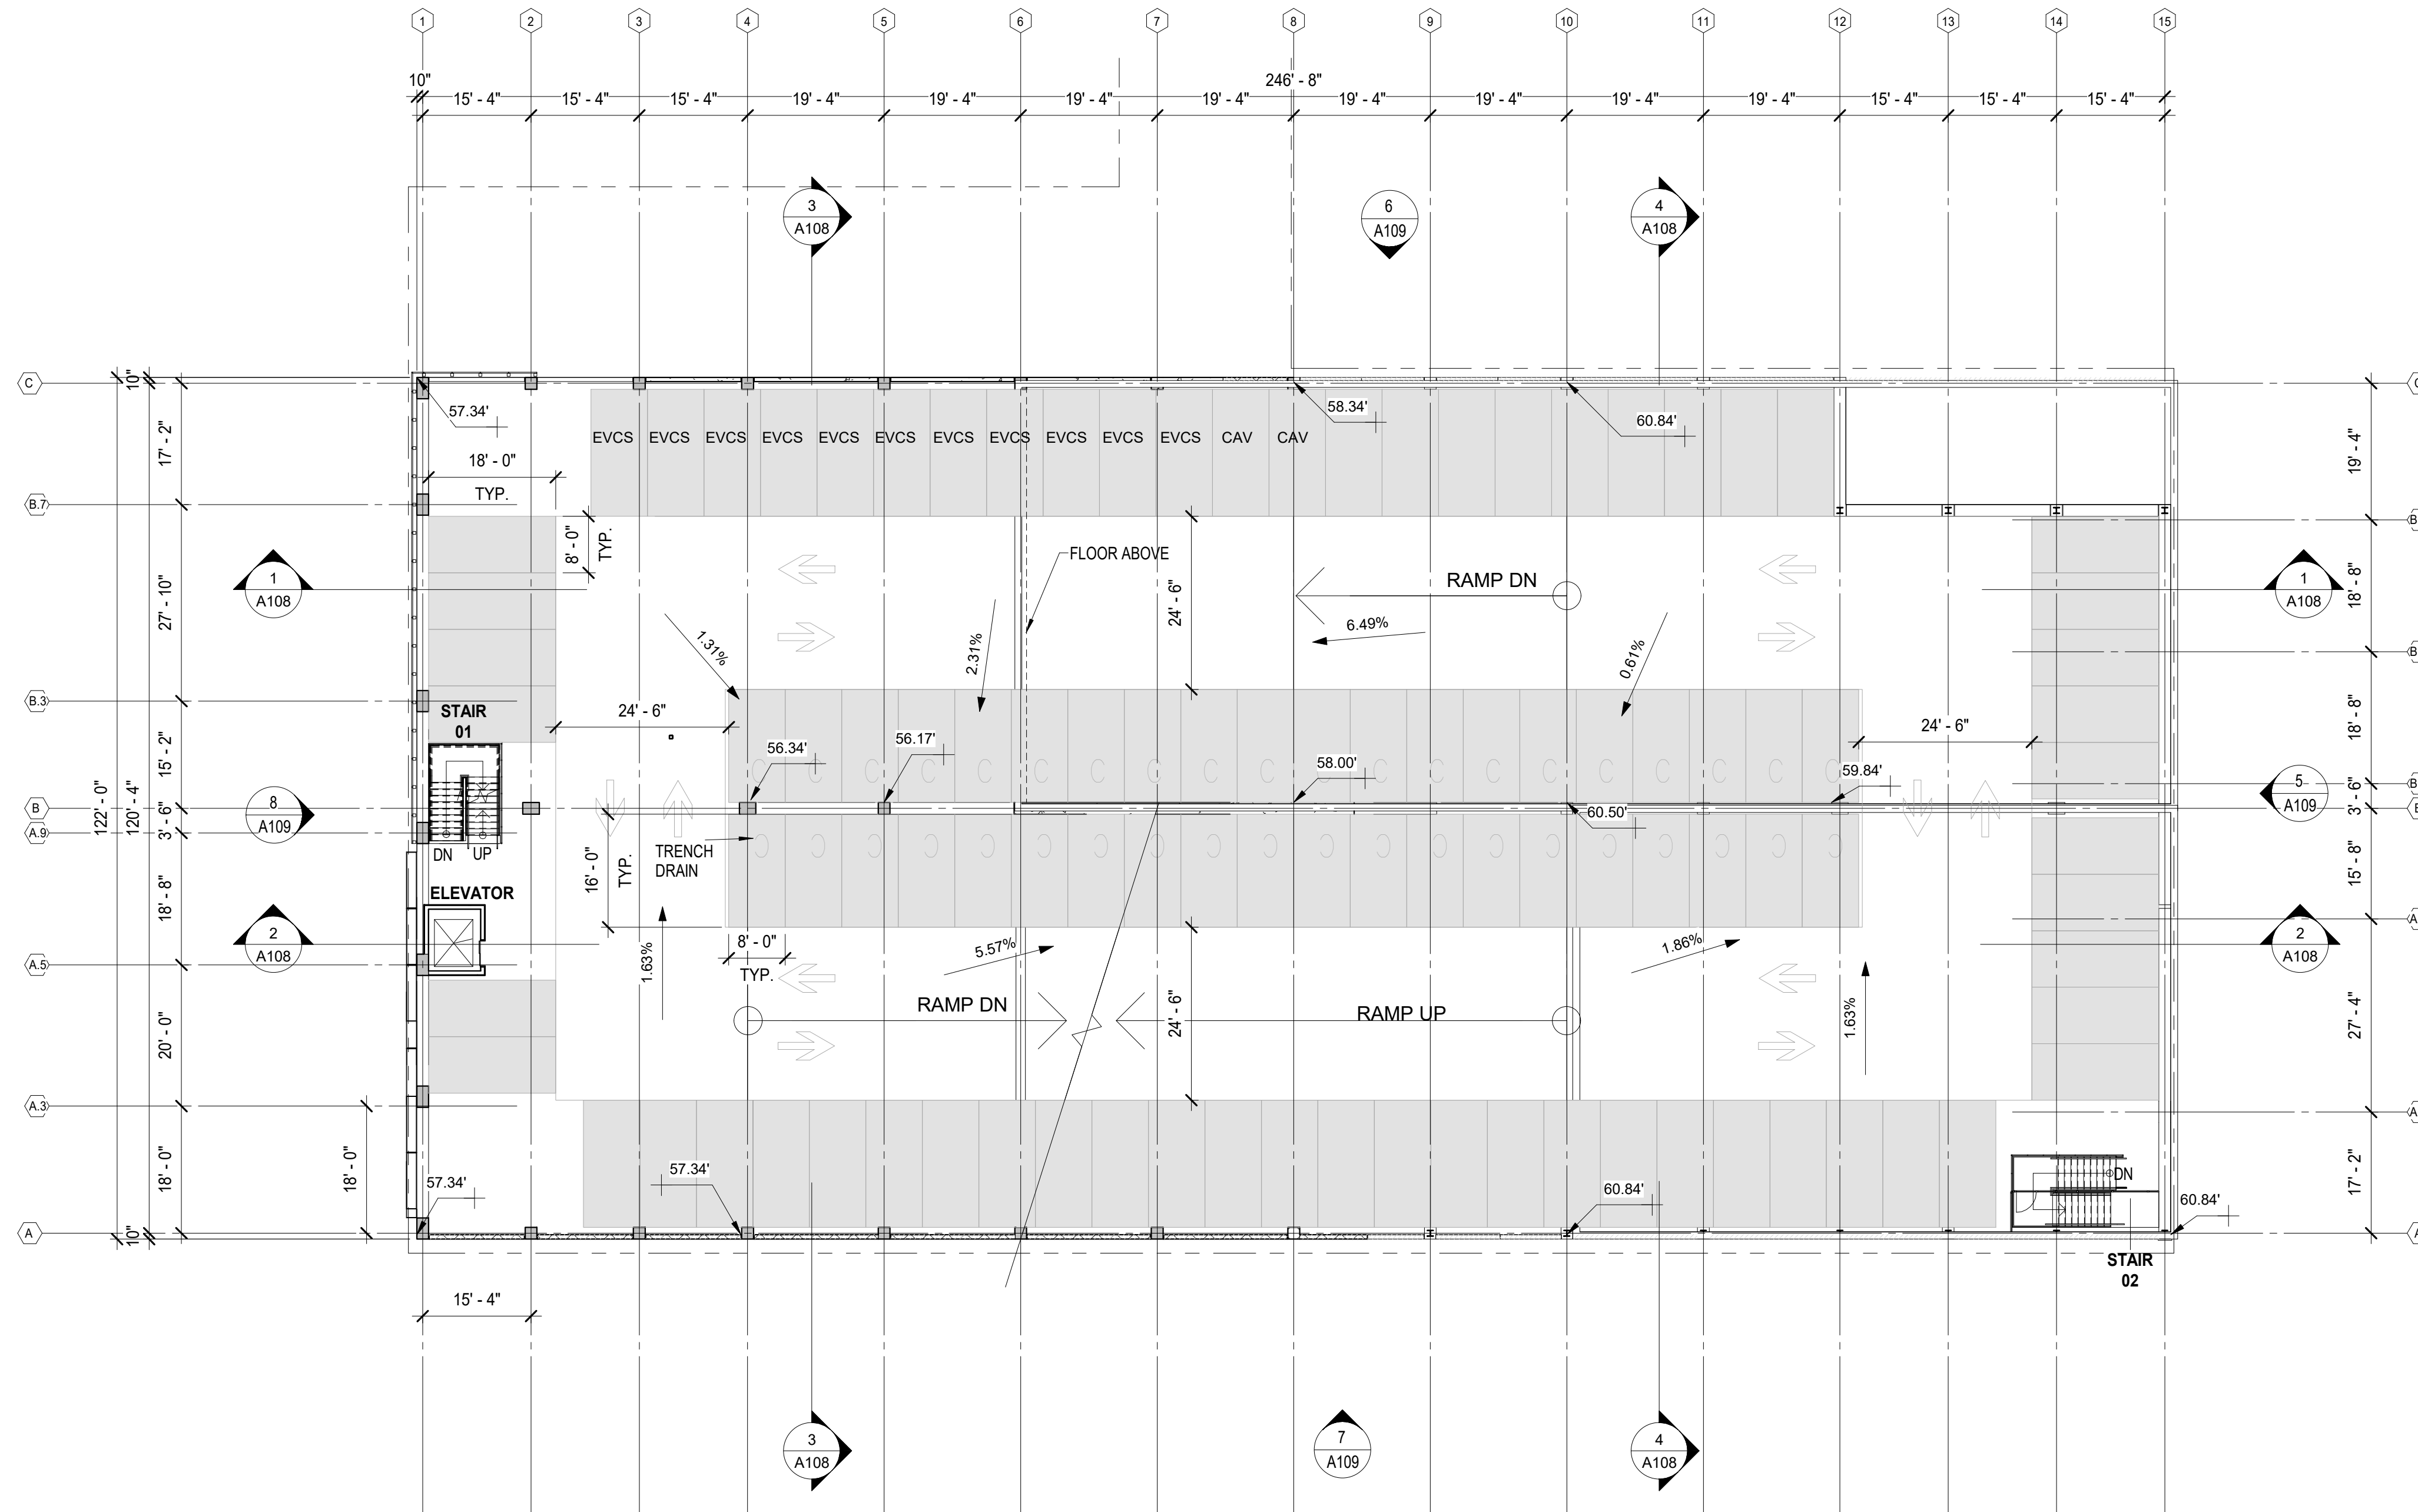 1 2 3 4 5 6 7 8 9 10 11 12 13 14 15
10" 246' - 8"
15' - 4" 15' - 4" 15' - 4" 19' - 4" 19' - 4" 19' - 4" 19' - 4" 19' - 4" 19' - 4" 19' - 4" 19' - 4" 15' - 4" 15' - 4" 15' - 4"
3
A108
6
A109
4
A108
C
10"
57.34'
58.34'
60.84'
17' - 2"
19' - 4"
EVCS EVCS EVCS EVCS EVCS EVCS EVCS EVCS EVCS EVCS EVCS CAV CAV
18' - 0"
TYP.
B.7
8' - 0"
TYP.
FLOOR ABOVE
RAMP DN
1
A108
1
A108
27' - 10"
24' - 6"
18' - 8"
6.49%
1.31%
2.31%
0.61%
B.3
STAIR
01
24' - 6"
24' - 6"
18' - 8"
15' - 2"
56.34'
56.17'
58.00'
59.84'
C C C C C C C C C C C C C C C C C C C C
B
122' - 0"
120' - 4"
8
A109
5
A109
3' - 6"
3' - 6"
60.50'
A.9
DN UP
TRENCH
DRAIN
C C C C C C C C C C C C C C C C C C C C
16' - 0"
TYP.
15' - 8"
ELEVATOR
18' - 8"
2
A108
2
A108
8' - 0"
TYP.
5.57%
1.86%
1.63%
A.5
RAMP DN
RAMP UP
24' - 6"
1.63%
20' - 0"
27' - 4"
A.3
18' - 0"
18' - 0"
57.34'
57.34'
60.84'
DN
17' - 2"
60.84'
A
10"
STAIR
02
15' - 4"
3
A108
7
A109
4
A108